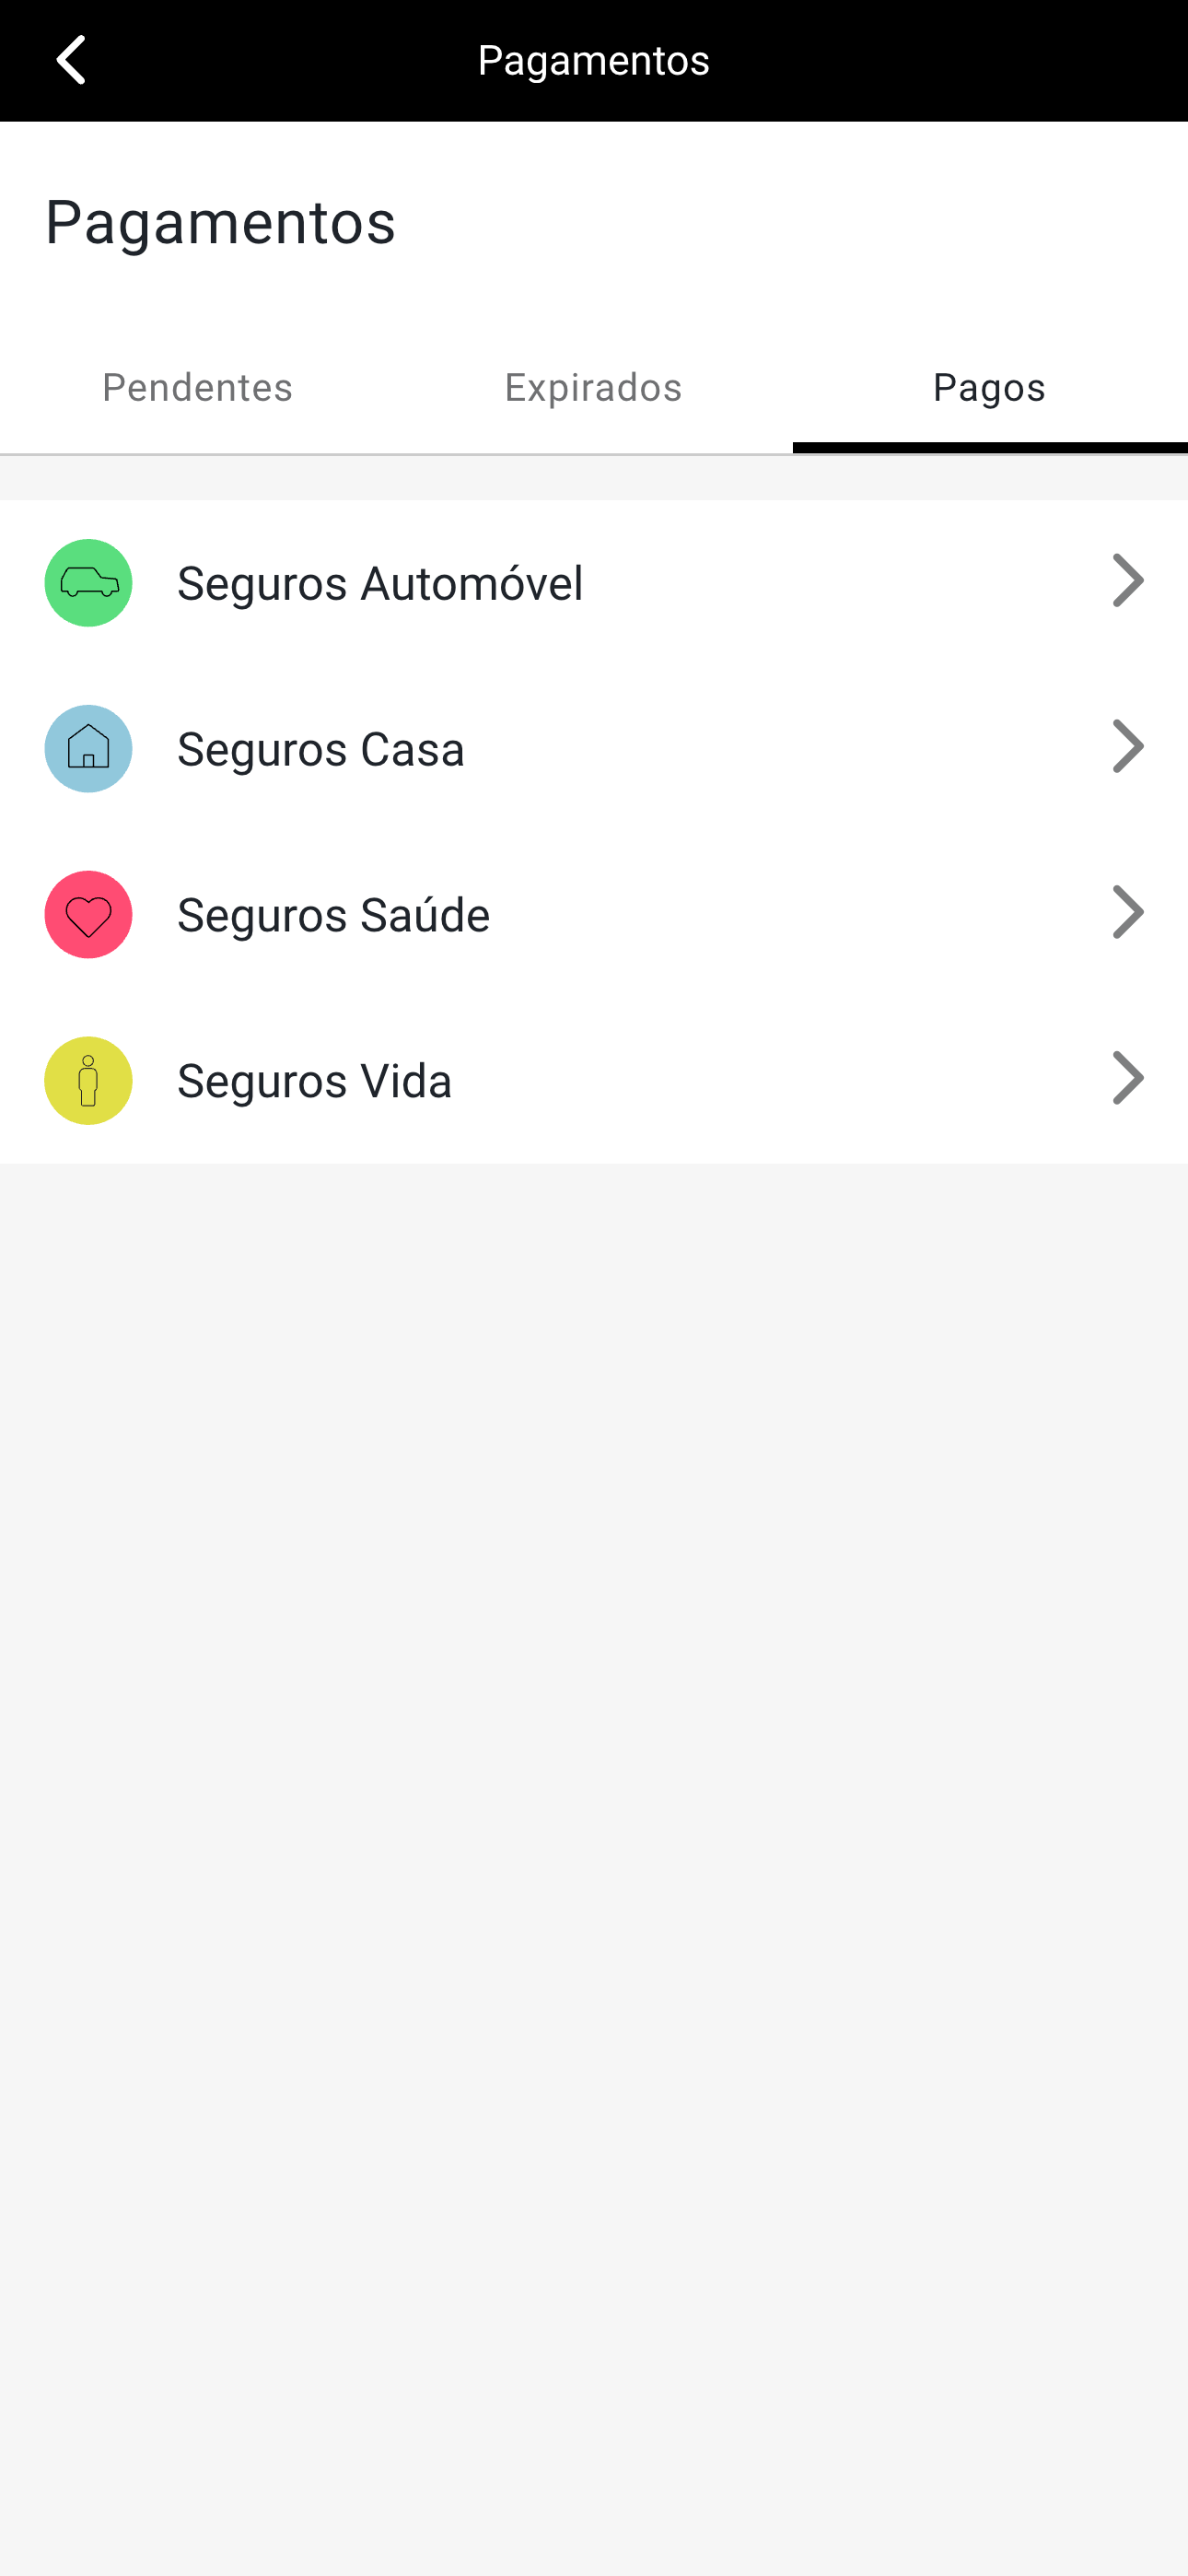 Pagamentos
Pagamentos
Pendentes Expirados Pagos
Seguros Automóvel
Seguros Casa
Seguros Saúde
Seguros Vida